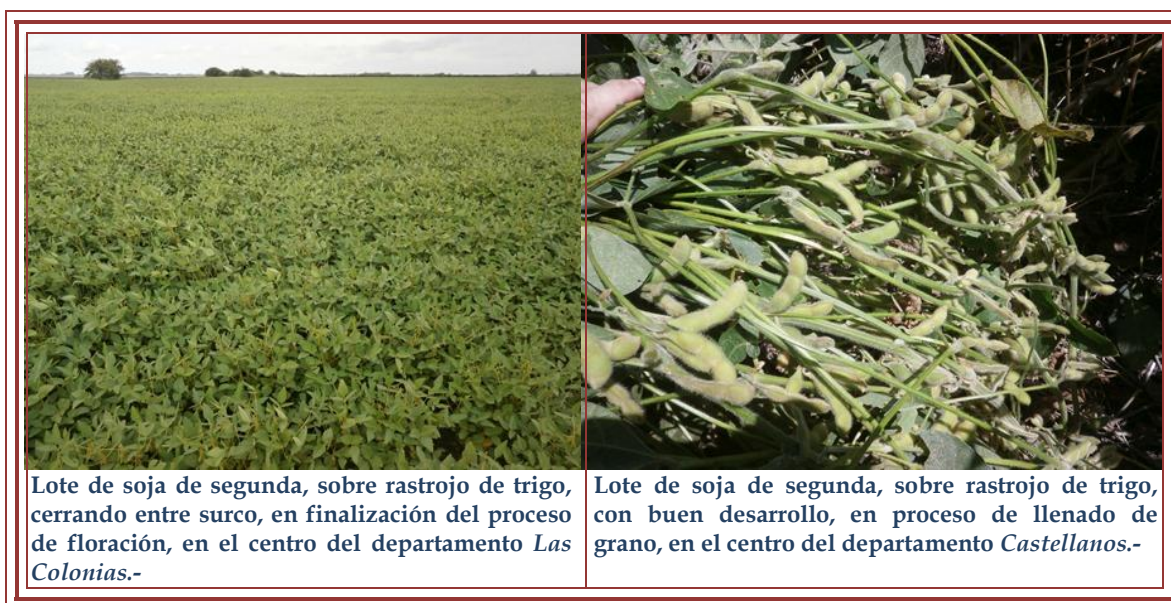 Lote de soja de segunda, sobre rastrojo de trigo,
cerrando entre surco, en finalización del proceso
de floración, en el centro del departamento Las
Colonias.-
Lote de soja de segunda, sobre rastrojo de trigo,
con buen desarrollo, en proceso de llenado de
grano, en el centro del departamento Castellanos.-